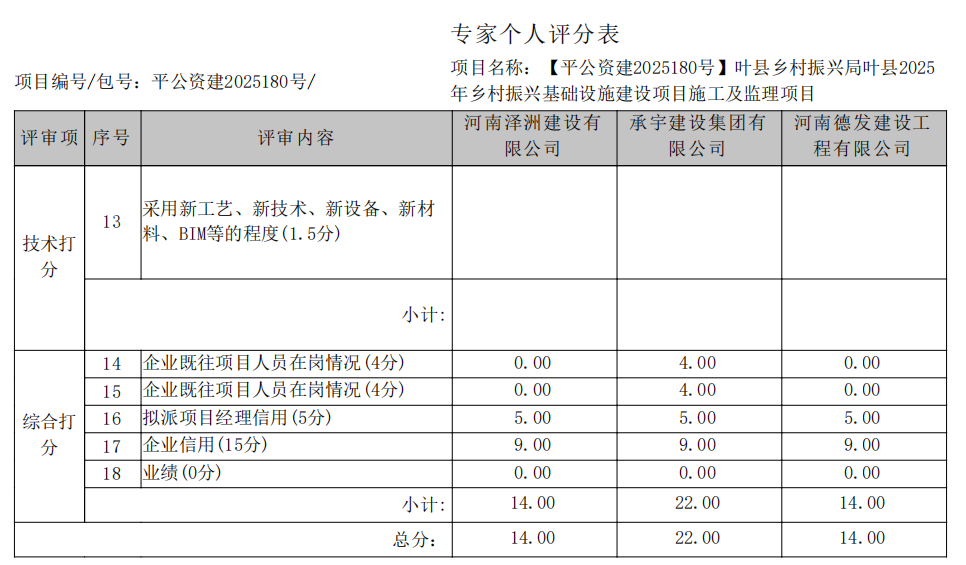 专家个人评分表
项目编号/包号: 平公资建2025180号/
项目名称: 【平公资建2025180号】叶县乡村振兴局叶县2025
年乡村振兴基础设施建设项目施工及监理项目
评审项 序号 评审内容 河南泽洲建设有 承宇建设集团有 河南德发建设工
限公司 限公司 程有限公司
技术打
分
13 采用新工艺、新技术、新设备、新材
料、BIM等的程度(1.5分)
小计:
综合打
分
14 企业既往项目人员在岗情况(4分) 0.00 4.00 0.00
15 企业既往项目人员在岗情况(4分) 0.00 4.00 0.00
16 拟派项目经理信用(5分) 5.00 5.00 5.00
17 企业信用(15分) 9.00 9.00 9.00
18 业绩(0分) 0.00 0.00 0.00
小计: 14.00 22.00 14.00
总分: 14.00 22.00 14.00